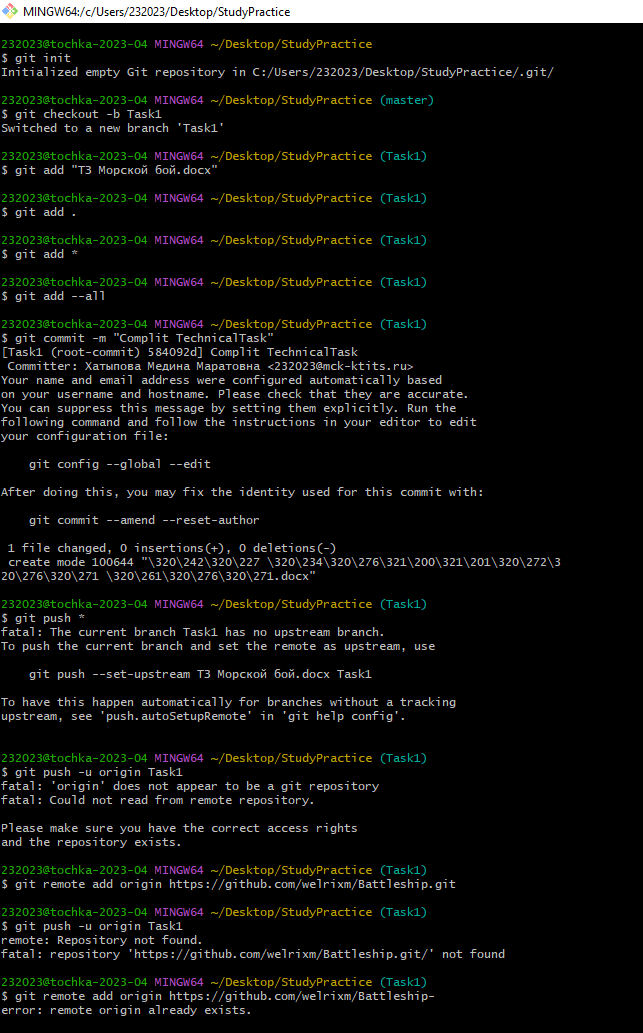 MINGW64:/c/Users/232023/Desktop/StudyPractice
232023@tochka-2023-04 MINGW64 ~/Desktop/StudyPractice
$ git init
Initialized empty Git repository in C:/Users/232023/Desktop/StudyPractice/.git/
232023@tochka-2023-04 MINGW64 ~/Desktop/StudyPractice (master)
$ git checkout -b Task1
Switched to a new branch 'Task1'
232023@tochka-2023-04 MINGW64 ~/Desktop/StudyPractice (Task1)
$ git add "ТЗ Морской бой.docx"
232023@tochka-2023-04 MINGW64 ~/Desktop/StudyPractice (Task1)
$ git add .
232023@tochka-2023-04 MINGW64 ~/Desktop/StudyPractice (Task1)
$ git add *
232023@tochka-2023-04 MINGW64 ~/Desktop/StudyPractice (Task1)
$ git add --all
232023@tochka-2023-04 MINGW64 ~/Desktop/StudyPractice (Task1)
$ git commit -m "Complit TechnicalTask"
[Task1 (root-commit) 584092d] Complit TechnicalTask
Committer: Хатыпова Медина Маратовна <232023@mck-ktits.ru>
Your name and email address were configured automatically based
on your username and hostname. Please check that they are accurate.
You can suppress this message by setting them explicitly. Run the
following command and follow the instructions in your editor to edit
your configuration file:
git config --global --edit
After doing this, you may fix the identity used for this commit with:
git commit --amend --reset-author
1 file changed, 0 insertions(+), 0 deletions(-)
create mode 100644 "\320\242\320\227 \320\234\320\276\321\200\321\201\320\272\3
20\276\320\271 \320\261\320\276\320\271.docx"
232023@tochka-2023-04 MINGW64 ~/Desktop/StudyPractice (Task1)
$ git push *
fatal: The current branch Task1 has no upstream branch.
To push the current branch and set the remote as upstream, use
git push --set-upstream ТЗ Морской бой.docx Task1
To have this happen automatically for branches without a tracking
upstream, see 'push.autoSetupRemote' in 'git help config'.
232023@tochka-2023-04 MINGW64 ~/Desktop/StudyPractice (Task1)
$ git push -u origin Task1
fatal: 'origin' does not appear to be a git repository
fatal: Could not read from remote repository.
Please make sure you have the correct access rights
and the repository exists.
232023@tochka-2023-04 MINGW64 ~/Desktop/StudyPractice (Task1)
$ git remote add origin https://github.com/welrixm/Battleship.git
232023@tochka-2023-04 MINGW64 ~/Desktop/StudyPractice (Task1)
$ git push -u origin Task1
remote: Repository not found.
fatal: repository 'https://github.com/welrixm/Battleship.git/' not found
232023@tochka-2023-04 MINGW64 ~/Desktop/StudyPractice (Task1)
$ git remote add origin https://github.com/welrixm/Battleship-
error: remote origin already exists.